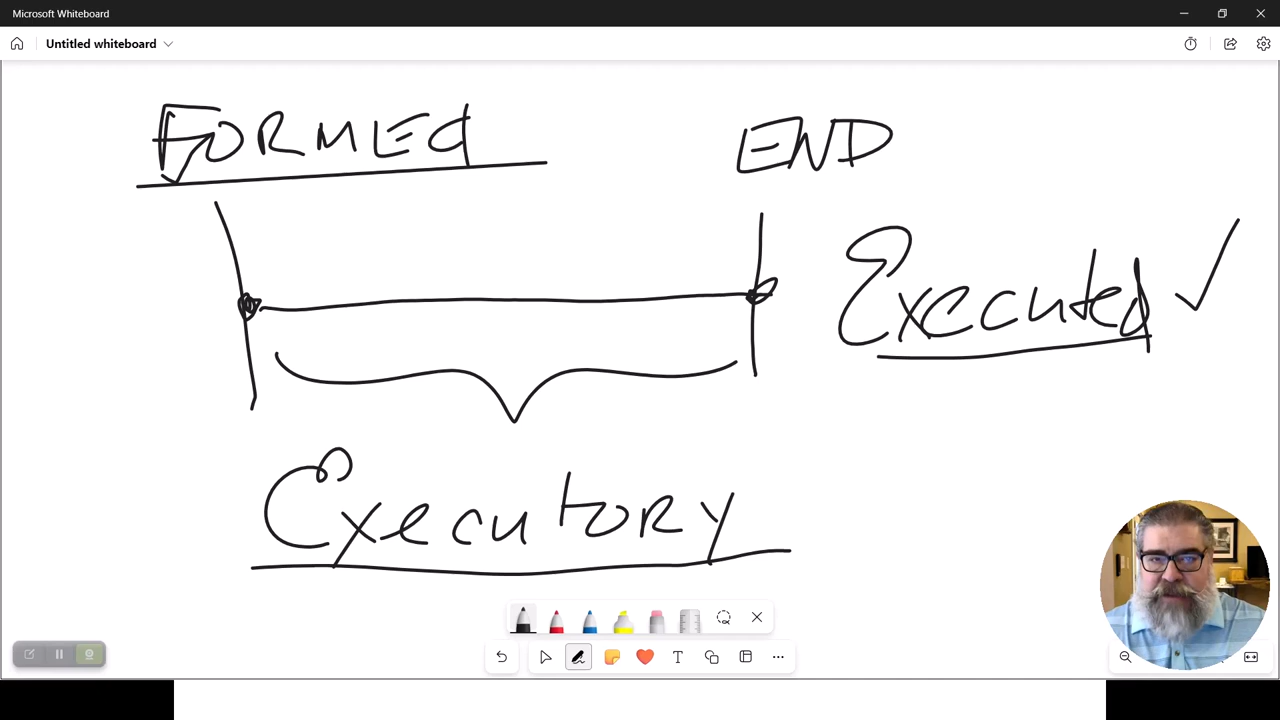 Microsoft Whiteboard
Untitled whiteboard
FORMED
END
Executed ✓
Executory